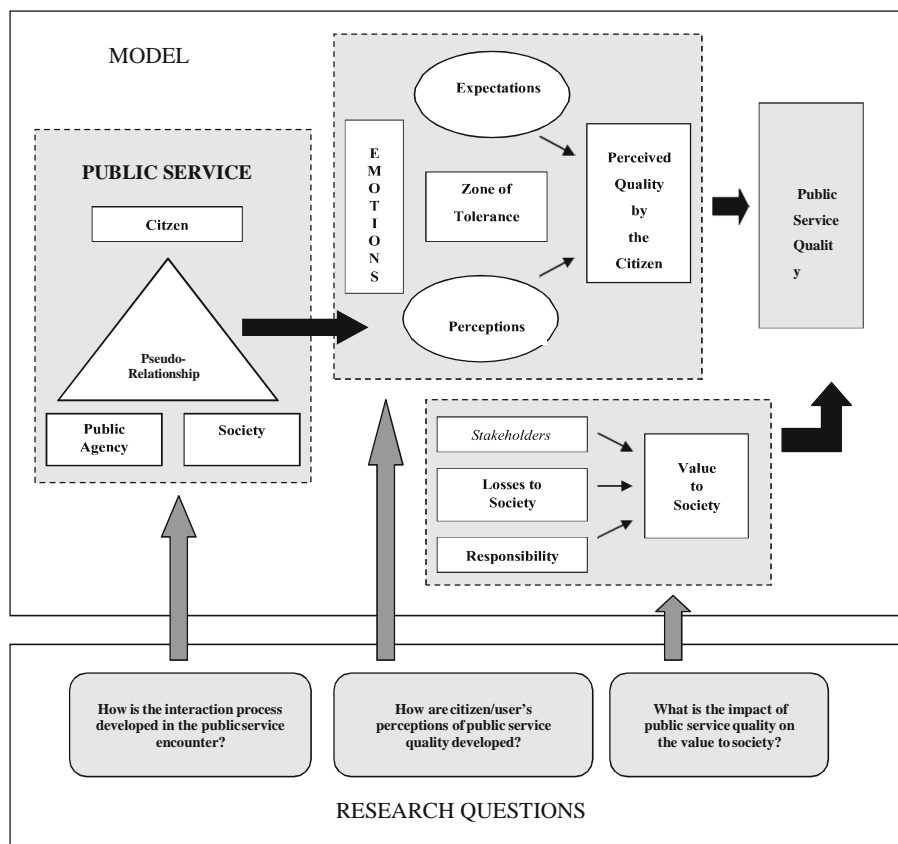 MODEL
PUBLIC SERVICE
Citzen
Pseudo-
Relationship
Public
Agency
Society
E
M
O
T
I
O
N
S
Expectations
Zone of
Tolerance
Perceptions
Perceived
Quality
by
the
Citizen
Public
Service
Qualit
y
Stakeholders
Losses to
Society
Responsibility
Value
to
Society
How is the interaction process
developed in the public service
encounter?
How are citizen/user's
perceptions of public service
quality developed?
What is the impact of
public service quality on
the value to society?
RESEARCH QUESTIONS